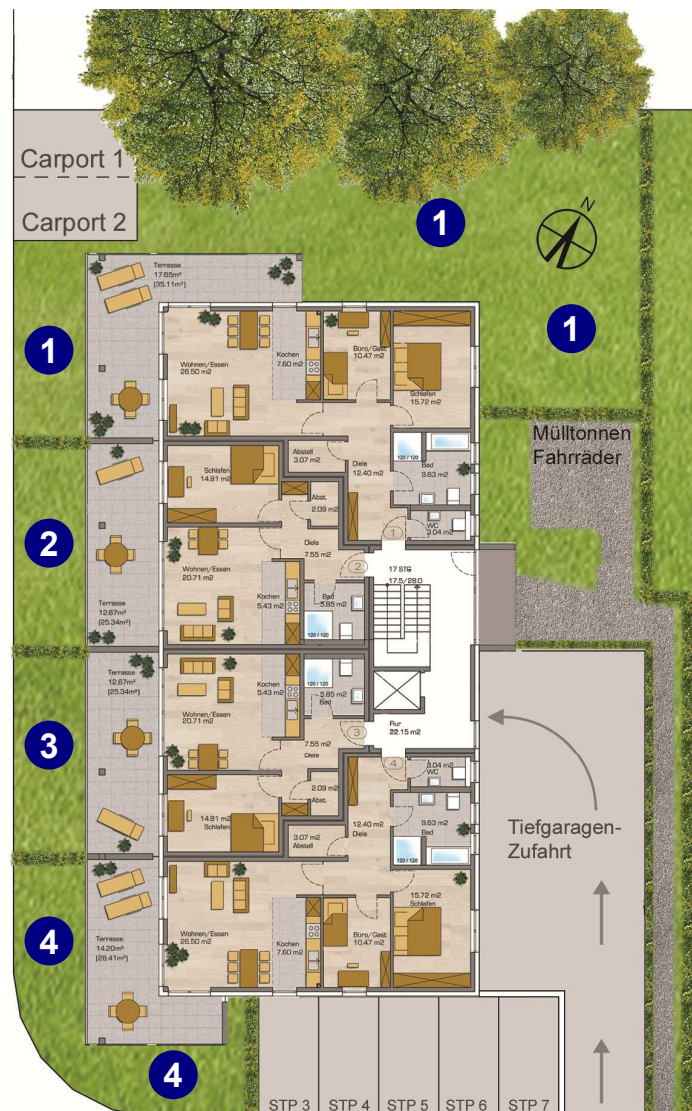 Carport 1
Carport 2
1
N
Terrasse
17.65m²
(35.11m²)
1
1
Wohnen/Essen
26.50 m2
Kochen
7.60 m2
Büro/Gast
10.47 m2
Schlafen
15.72 m2
Mülltonnen
Fahrräder
Abstell
3.07 m2
Diele
12.40 m2
120 / 120
Bad
9.63 m2
Schlafen
14.81 m2
Abst.
2.09 m2
WC
3.04 m2
1
2
Diele
7.55 m2
2
Wohnen/Essen
20.71 m2
Kochen
5.43 m2
Bad
5.85 m2
120 / 120
17 STG
17.5/28.0
Terrasse
12.67m²
(25.34m²)
Terrasse
12.67m²
(25.34m²)
3
Wohnen/Essen
20.71 m2
5.43 m2
Kochen
120 / 120
5.85 m2
Bad
Flur
22.15 m2
3
7.55 m2
Diele
4
3.04 m2
WC
2.09 m2
Abst.
14.81 m2
Schlafen
3.07 m2
Abstell
12.40 m2
Diele
9.63 m2
Bad
120 / 120
Tiefgaragen-
Zufahrt
4
Terrasse
14.20m²
(28.41m²)
Wohnen/Essen
26.50 m2
Kochen
7.60 m2
Büro/Gast
10.47 m2
15.72 m2
Schlafen
4
STP 3
STP 4
STP 5
STP 6
STP 7